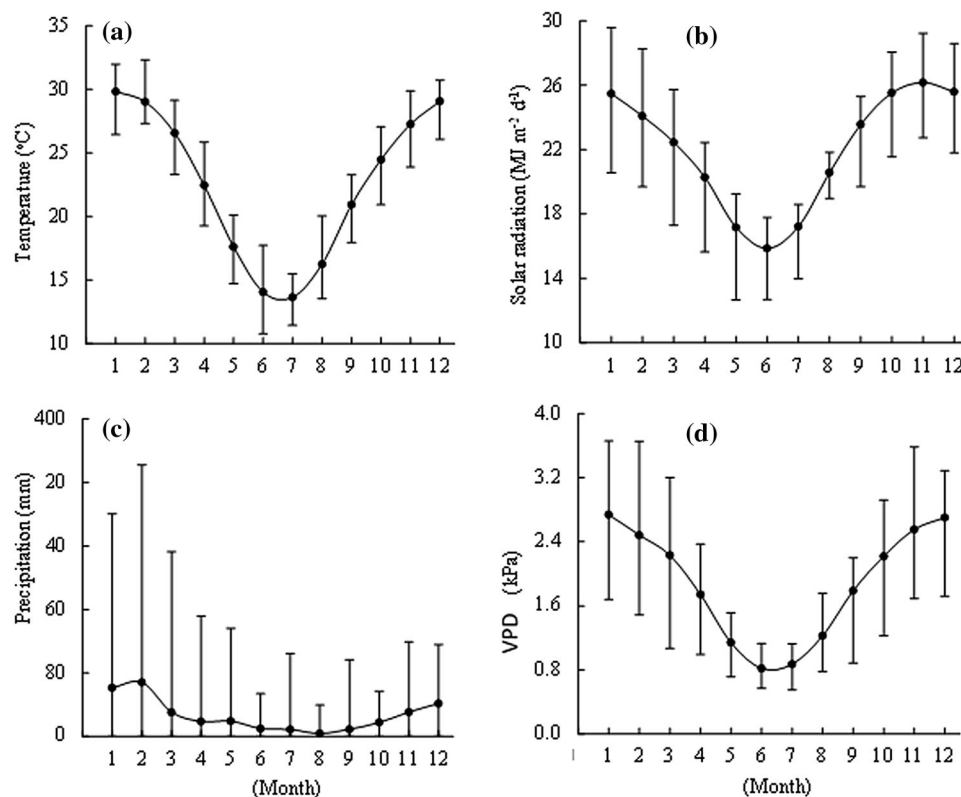 (a)
Temperature (°C)
35
30
25
20
15
10
1 2 3 4 5 6 7 8 9 10 11 12
(b)
Solar radiation (MJ m⁻² d⁻¹)
30
26
22
18
14
10
1 2 3 4 5 6 7 8 9 10 11 12
(c)
Precipitation (mm)
400
20
40
60
80
0
1 2 3 4 5 6 7 8 9 10 11 12
(Month)
(d)
VPD (kPa)
4.0
3.2
2.4
1.6
0.8
0.0
1 2 3 4 5 6 7 8 9 10 11 12
(Month)